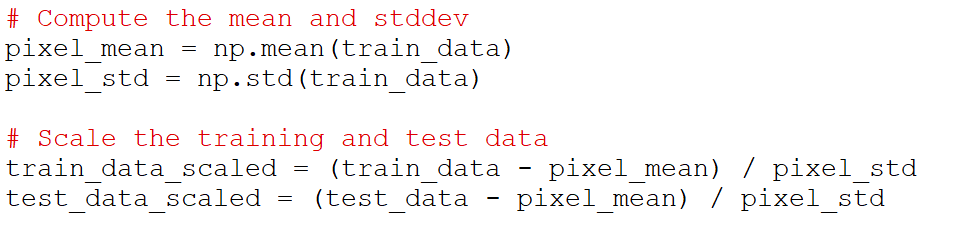 # Compute the mean and stddev
pixel_mean = np.mean(train_data)
pixel_std = np.std(train_data)
# Scale the training and test data
train_data_scaled = (train_data - pixel_mean) / pixel_std
test_data_scaled = (test_data - pixel_mean) / pixel_std